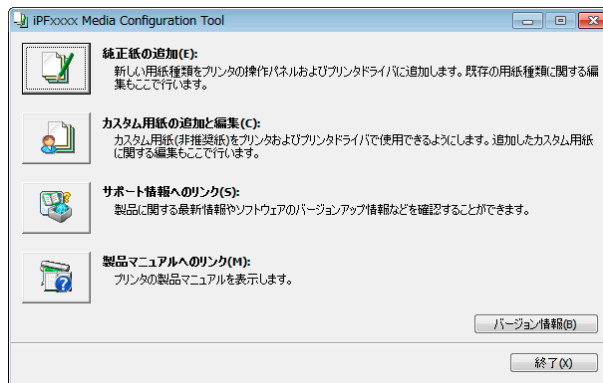 iPFxxxx Media Configuration Tool
純正紙の追加(E):
新しい用紙種類をプリンタの操作パネルおよびプリンタドライバに追加します。既存の用紙種類に関する編
集もここで行います。
カスタム用紙の追加と編集(C):
カスタム用紙(非推奨紙)をプリンタおよびプリンタドライバで使用できるようにします。追加したカスタム用紙
に関する編集もここで行います。
サポート情報へのリンク(S):
製品に関する最新情報やソフトウェアのバージョンアップ情報などを確認することができます。
製品マニュアルへのリンク(M):
プリンタの製品マニュアルを表示します。
バージョン情報(B)
終了(X)